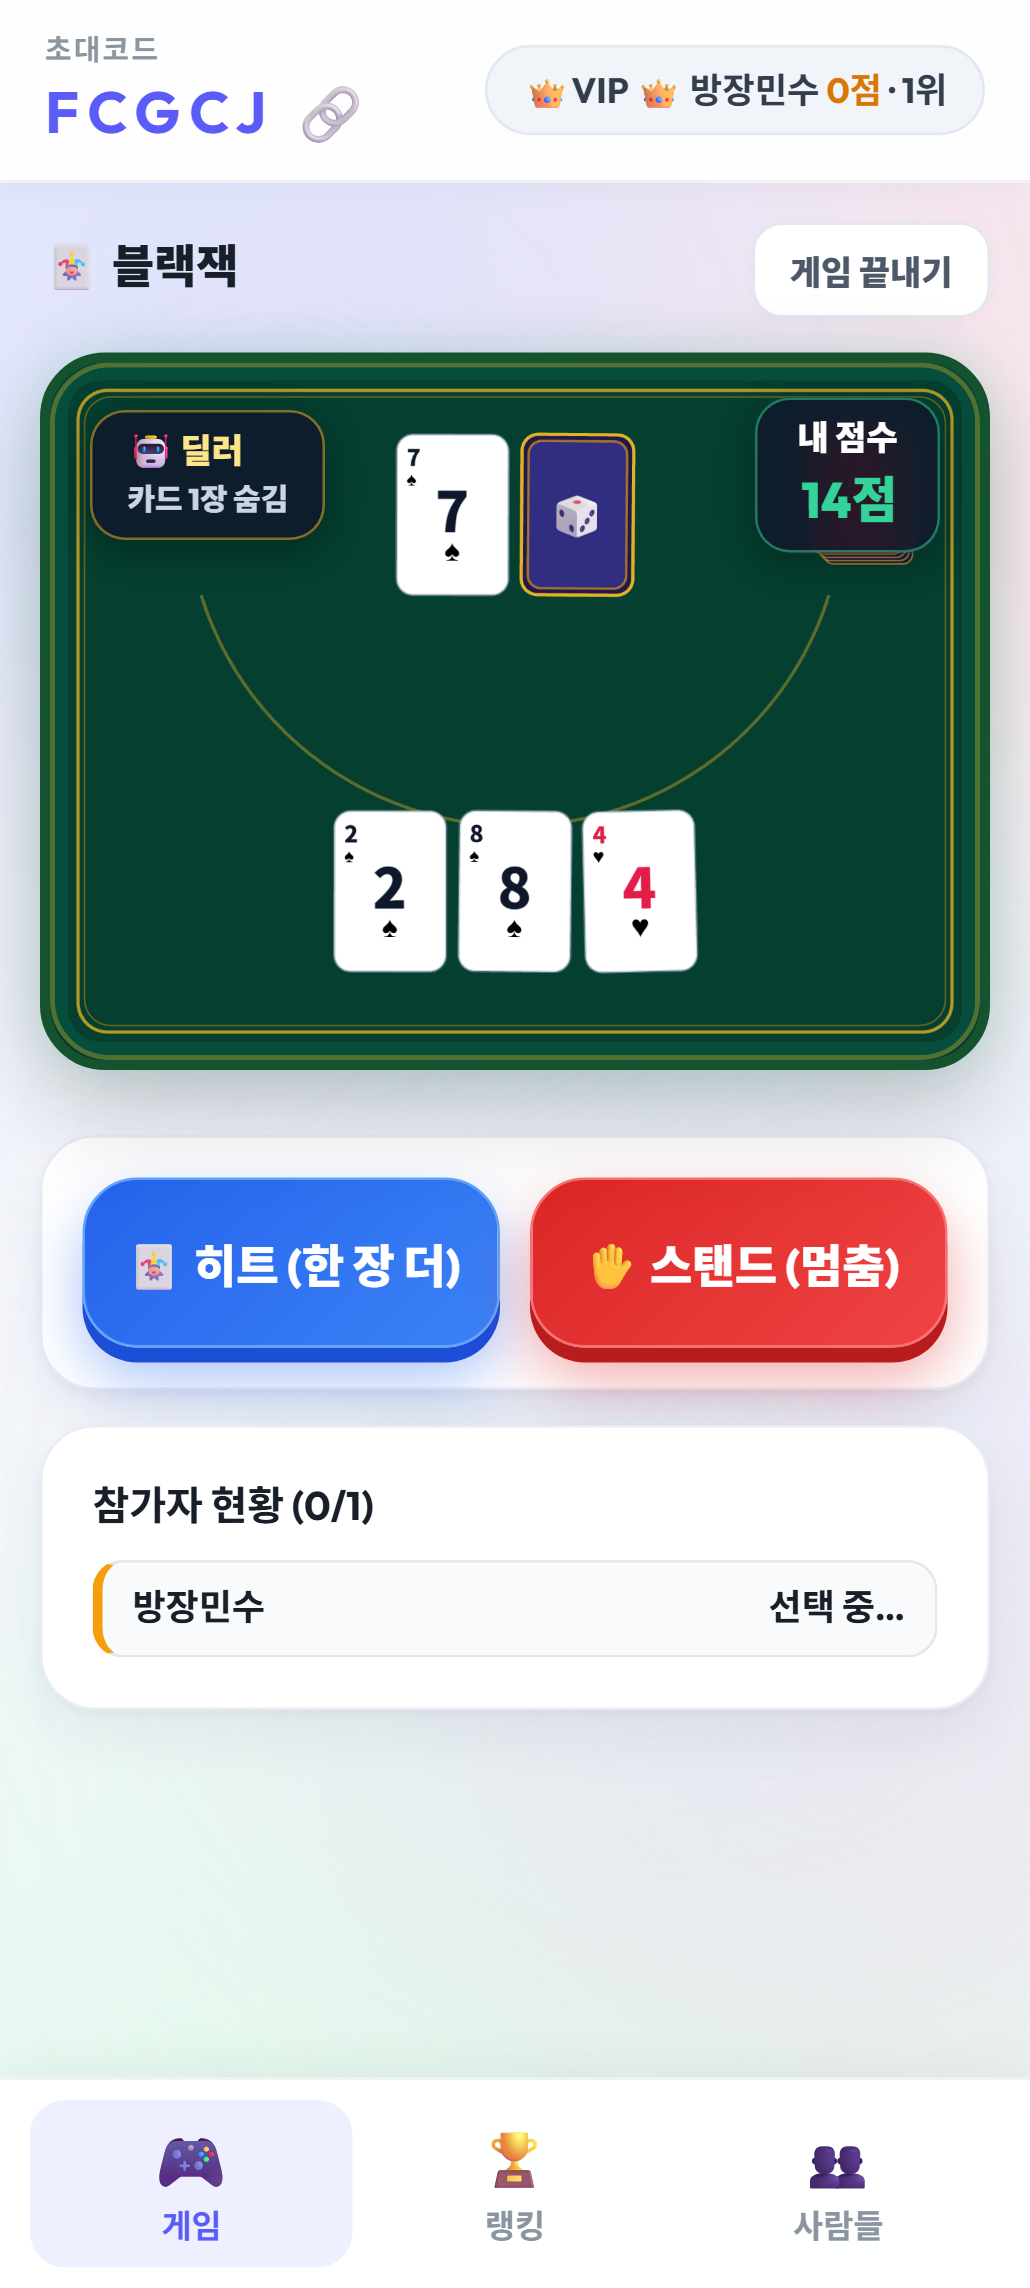 초대코드
FCGCJ
VIP 방장민수 0점·1위
블랙잭
게임 끝내기
딜러
카드 1장 숨김
7
7
내 점수
14점
2
2
8
8
4
4
히트 (한 장 더)
스탠드 (멈춤)
참가자 현황 (0/1)
방장민수
선택 중...
게임
랭킹
사람들